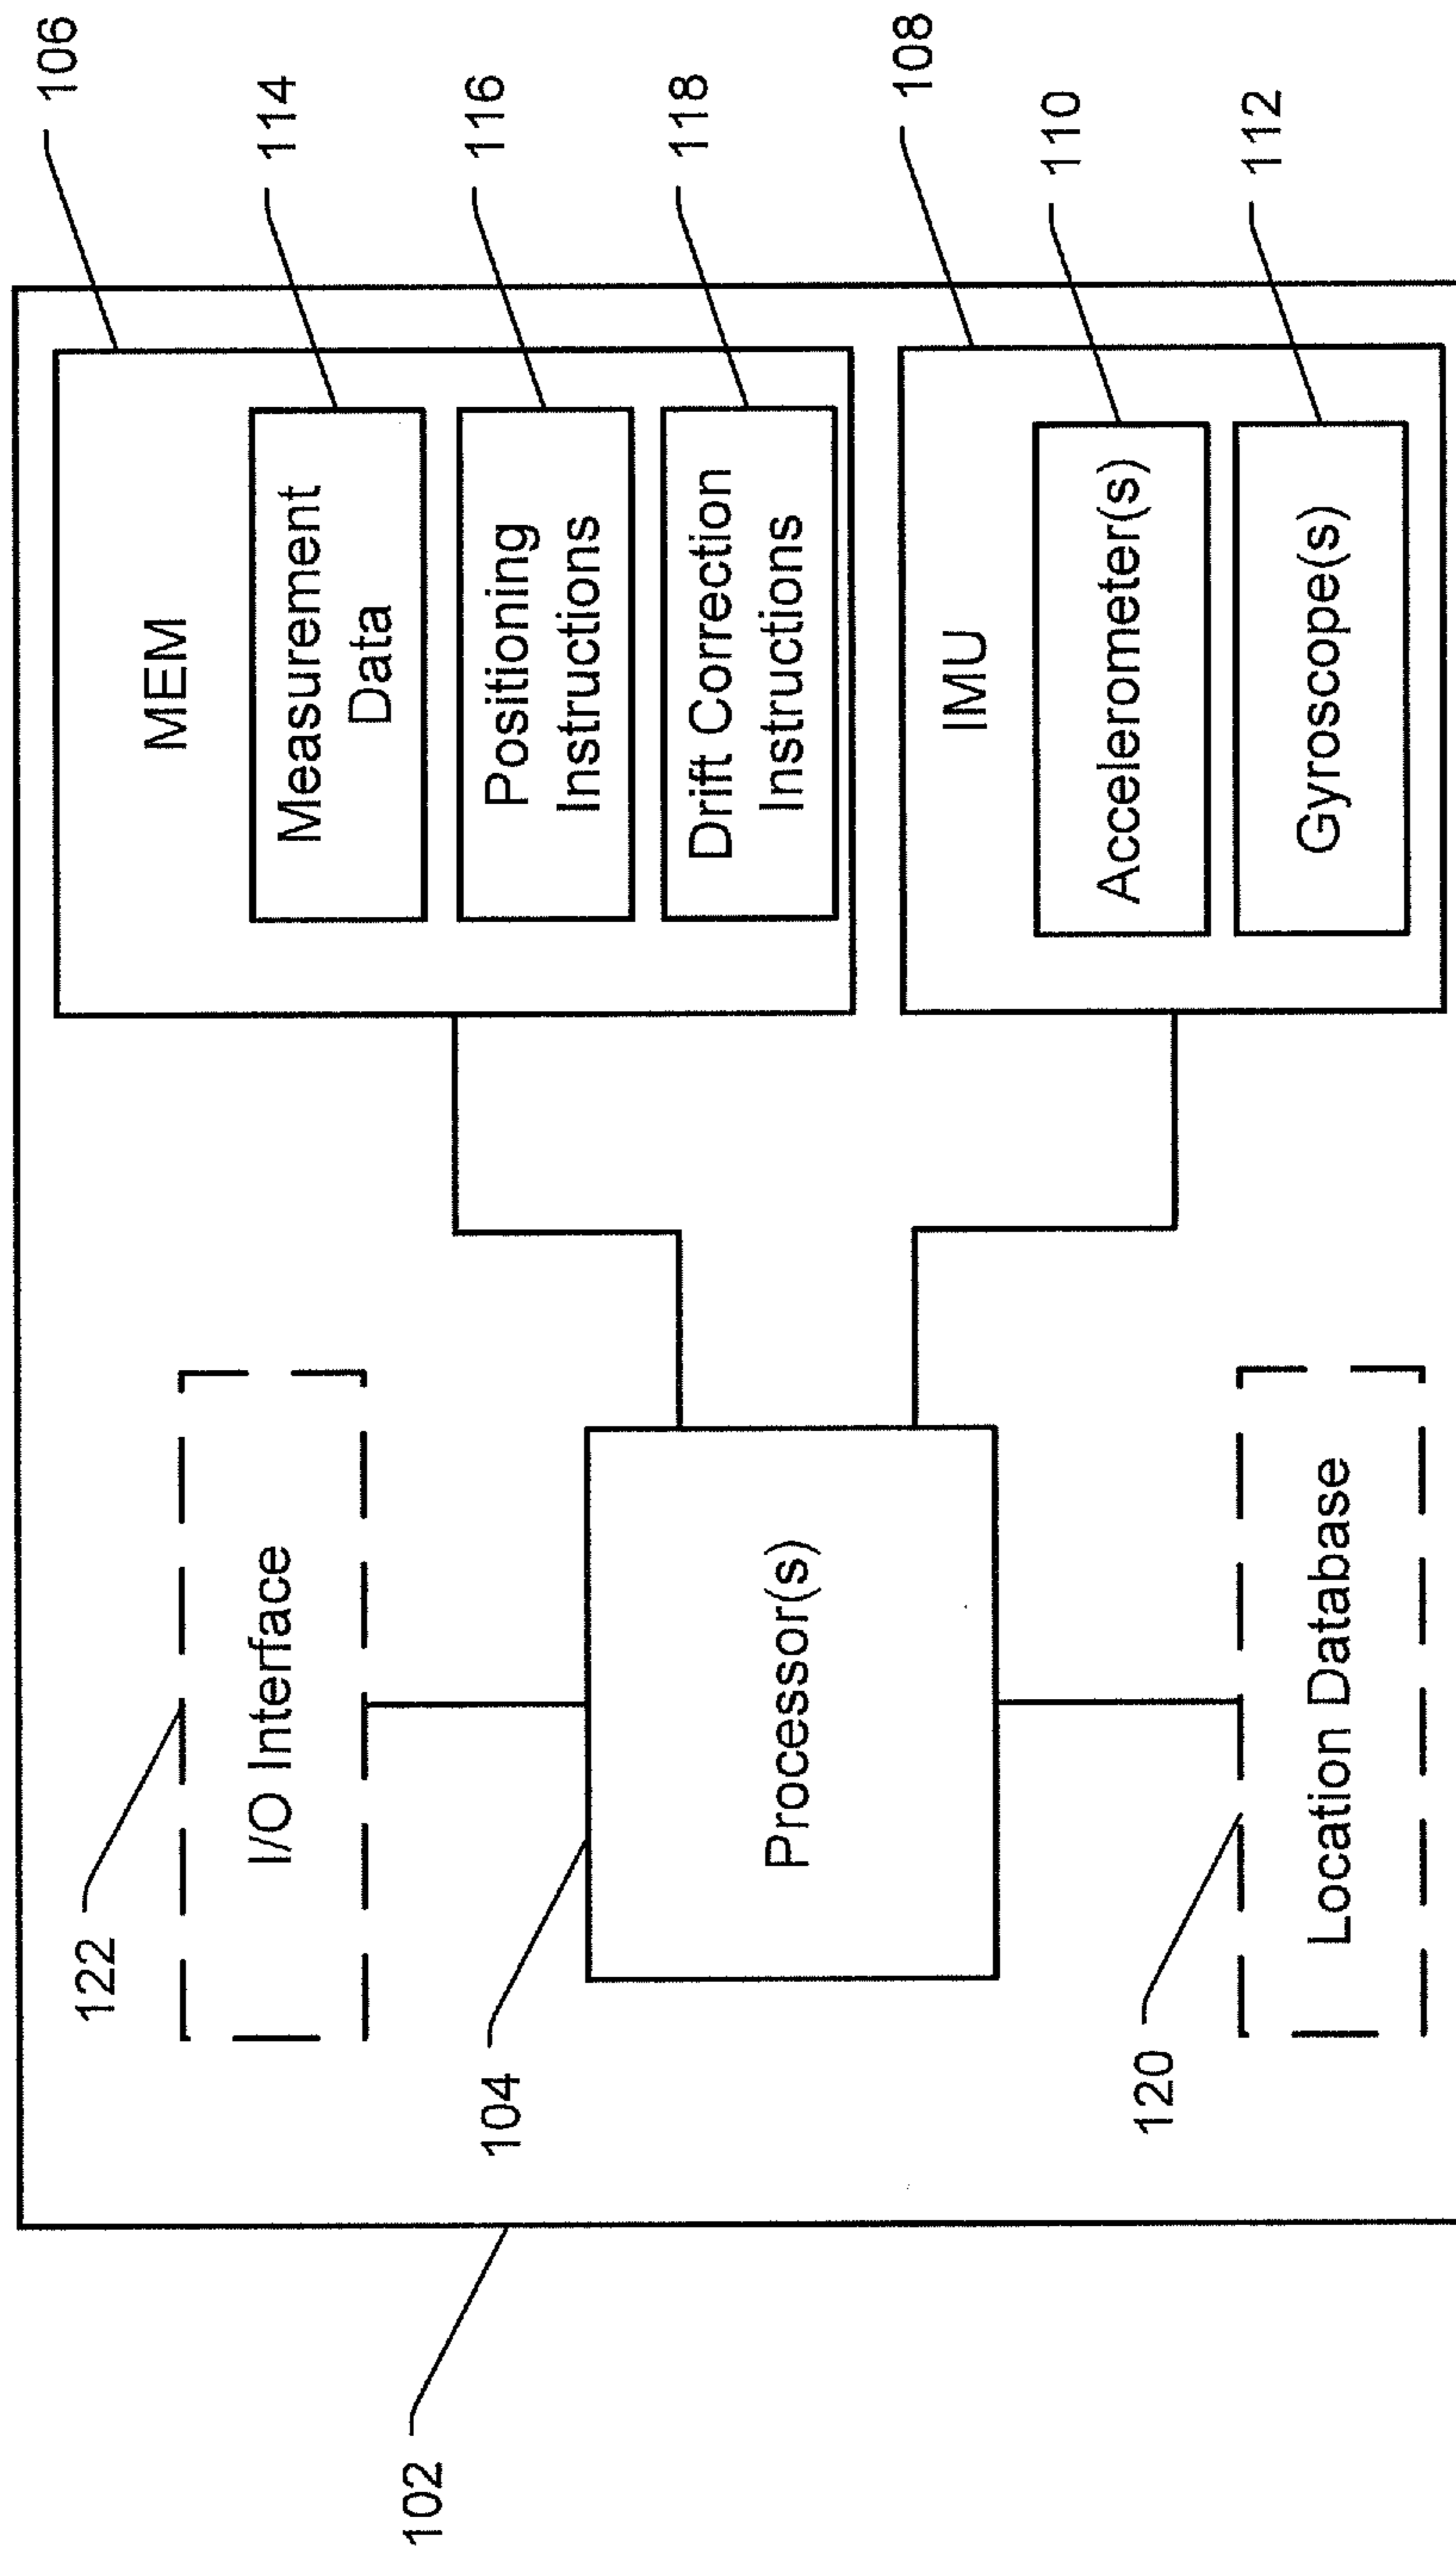 106
MEM
114
Measurement
Data
116
Positioning
Instructions
118
Drift Correction
Instructions
108
IMU
110
Accelerometer(s)
112
Gyroscope(s)
122
I/O Interface
104
Processor(s)
120
Location Database
102